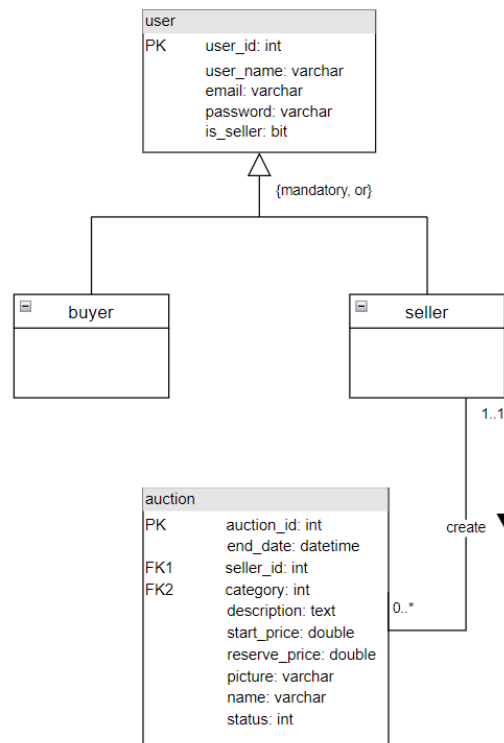 user
PK user_id: int
user_name: varchar
email: varchar
password: varchar
is_seller: bit
{mandatory, or}
buyer
seller
1..1
create
0..*
auction
PK auction_id: int
end_date: datetime
FK1 seller_id: int
FK2 category: int
description: text
start_price: double
reserve_price: double
picture: varchar
name: varchar
status: int